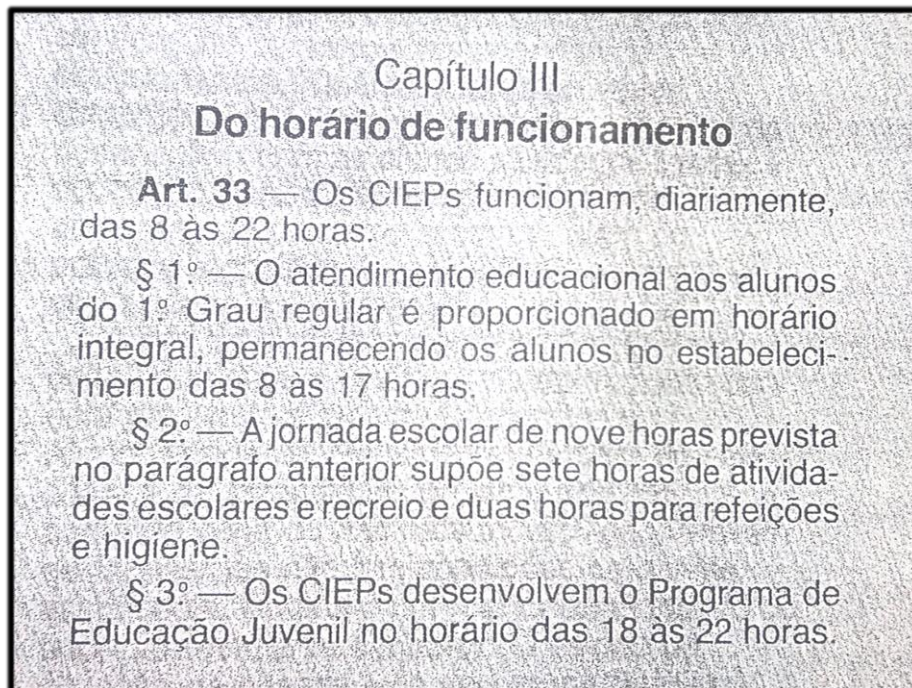 Capítulo III
Do horário de funcionamento
Art. 33 — Os CIEPs funcionam, diariamente,
das 8 às 22 horas.
§ 1º — O atendimento educacional aos alunos
do 1º Grau regular é proporcionado em horário
integral, permanecendo os alunos no estabeleci-
mento das 8 às 17 horas.
§ 2º — A jornada escolar de nove horas prevista
no parágrafo anterior supõe sete horas de ativida-
des escolares e recreio e duas horas para refeições
e higiene.
§ 3º — Os CIEPs desenvolvem o Programa de
Educação Juvenil no horário das 18 às 22 horas.